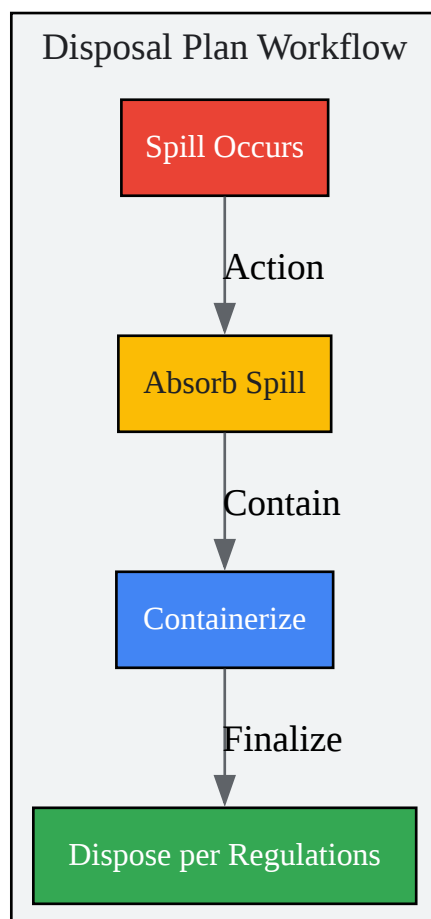 Disposal Plan Workflow
Spill Occurs
Action
Absorb Spill
Contain
Containerize
Finalize
Dispose per Regulations